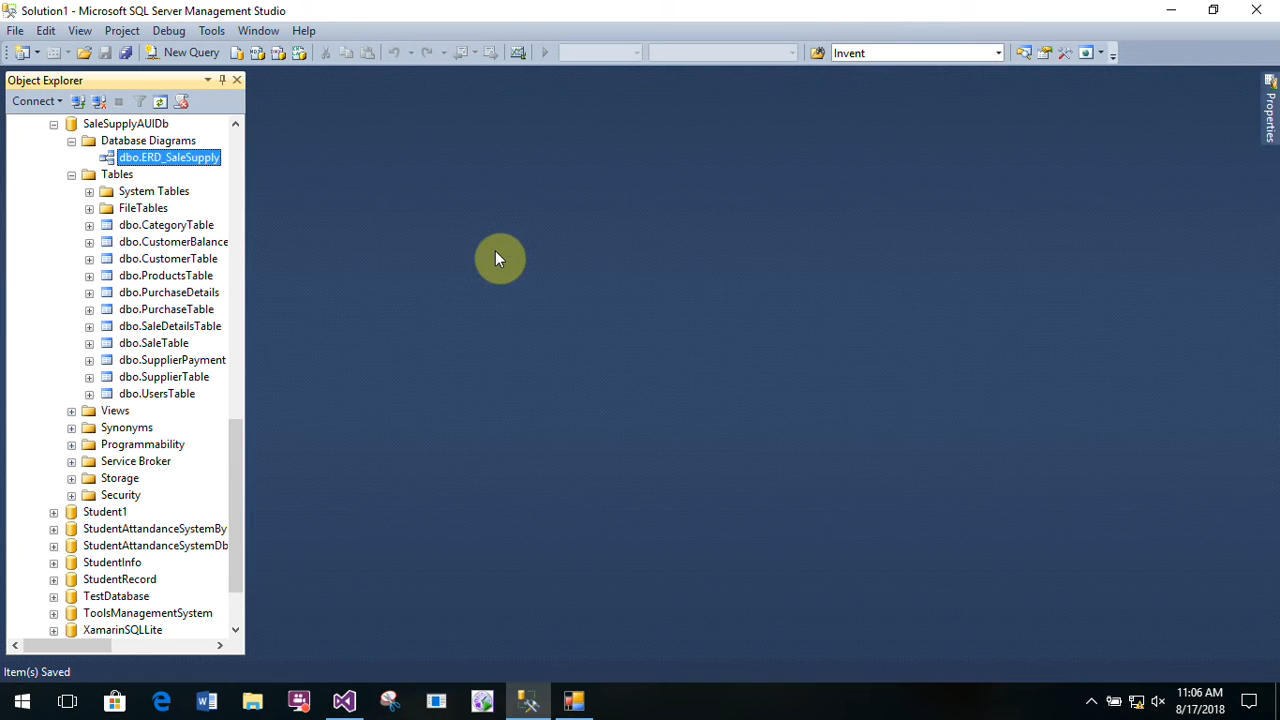 Solution1 - Microsoft SQL Server Management Studio
File Edit View Project Debug Tools Window Help
New Query Invent
Object Explorer
Connect
SaleSupplyAUIDb
Database Diagrams
dbo.ERD_SaleSupply
Tables
System Tables
FileTables
dbo.CategoryTable
dbo.CustomerBalance
dbo.CustomerTable
dbo.ProductsTable
dbo.PurchaseDetails
dbo.PurchaseTable
dbo.SaleDetailsTable
dbo.SaleTable
dbo.SupplierPayment
dbo.SupplierTable
dbo.UsersTable
Views
Synonyms
Programmability
Service Broker
Storage
Security
Student1
StudentAttandanceSystemBy
StudentAttandanceSystemDb
StudentInfo
StudentRecord
TestDatabase
ToolsManagementSystem
XamarinSQLLite
Properties
Item(s) Saved
11:06 AM
8/17/2018